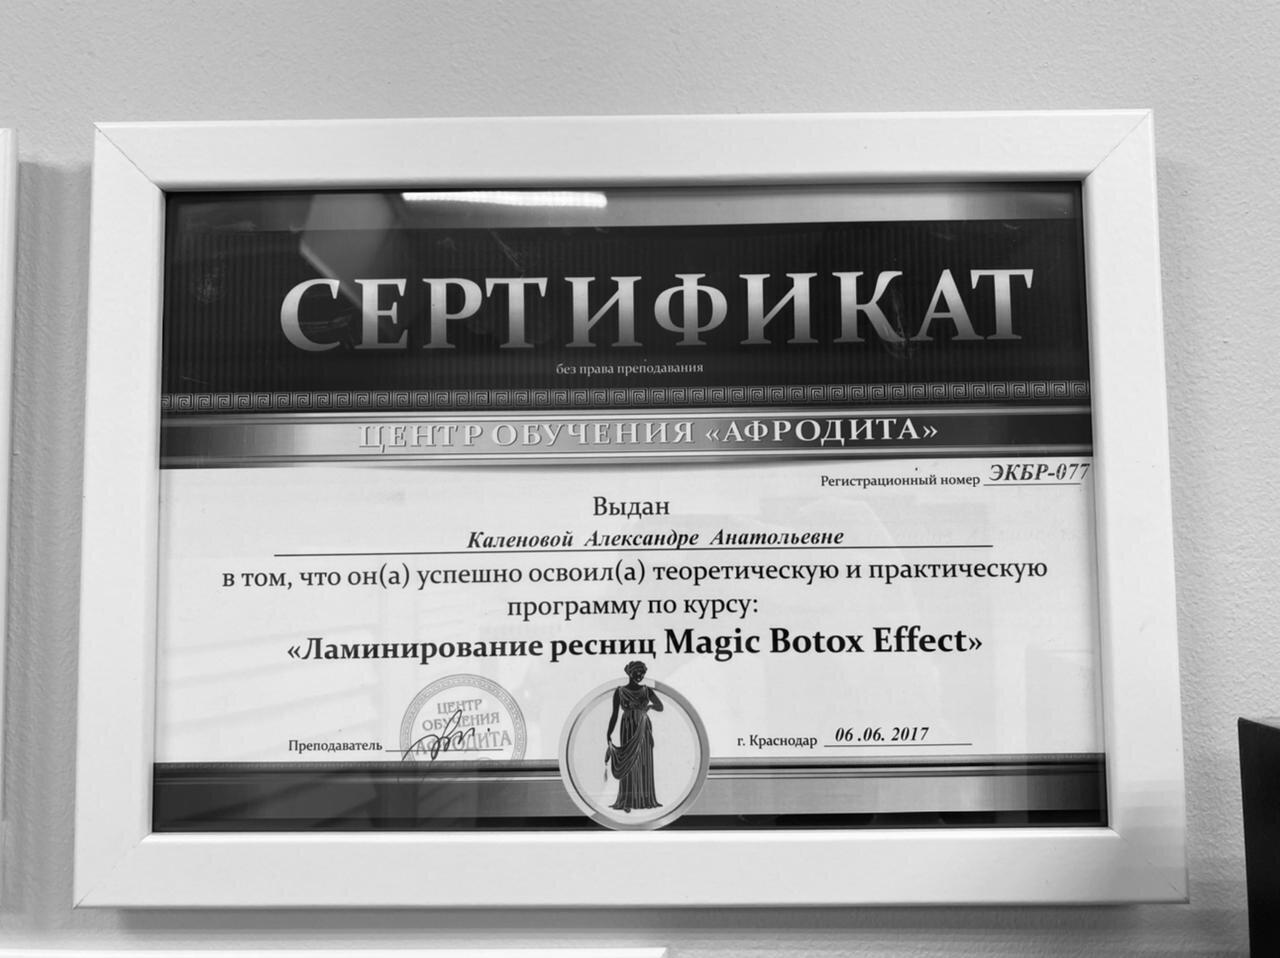 СЕРТИФИКАТ
без права преподавания
ЦЕНТР ОБУЧЕНИЯ «АФРОДИТА»
Регистрационный номер ЭКБР-077
Выдан
Каленовой Александре Анатольевне
в том, что он(а) успешно освоил(а) теоретическую и практическую
программу по курсу:
«Ламинирование ресниц Magic Botox Effect»
ЦЕНТР
ОБУЧЕНИЯ
АФРОДИТА
Преподаватель
г. Краснодар 06.06. 2017